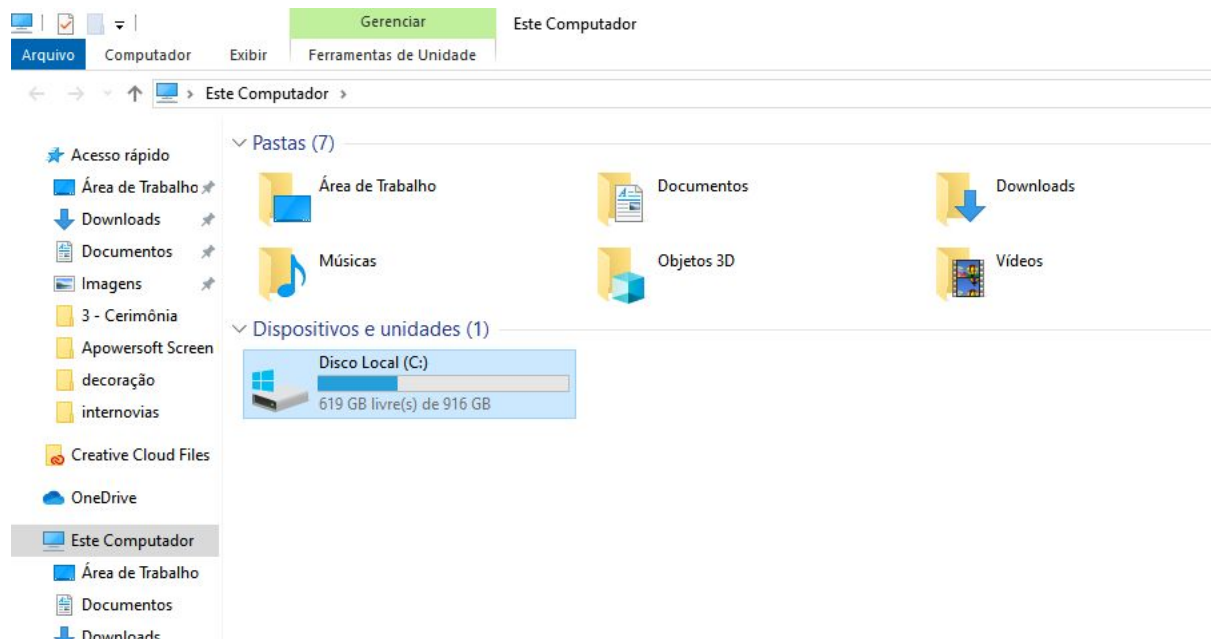 Gerenciar Este Computador
Arquivo Computador Exibir Ferramentas de Unidade
Este Computador
Acesso rápido
Área de Trabalho
Downloads
Documentos
Imagens
3 - Cerimônia
Apowersoft Screen
decoração
internovias
Creative Cloud Files
OneDrive
Este Computador
Área de Trabalho
Documentos
Downloads
Pastas (7)
Área de Trabalho Documentos Downloads
Músicas Objetos 3D Vídeos
Dispositivos e unidades (1)
Disco Local (C:)
619 GB livre(s) de 916 GB